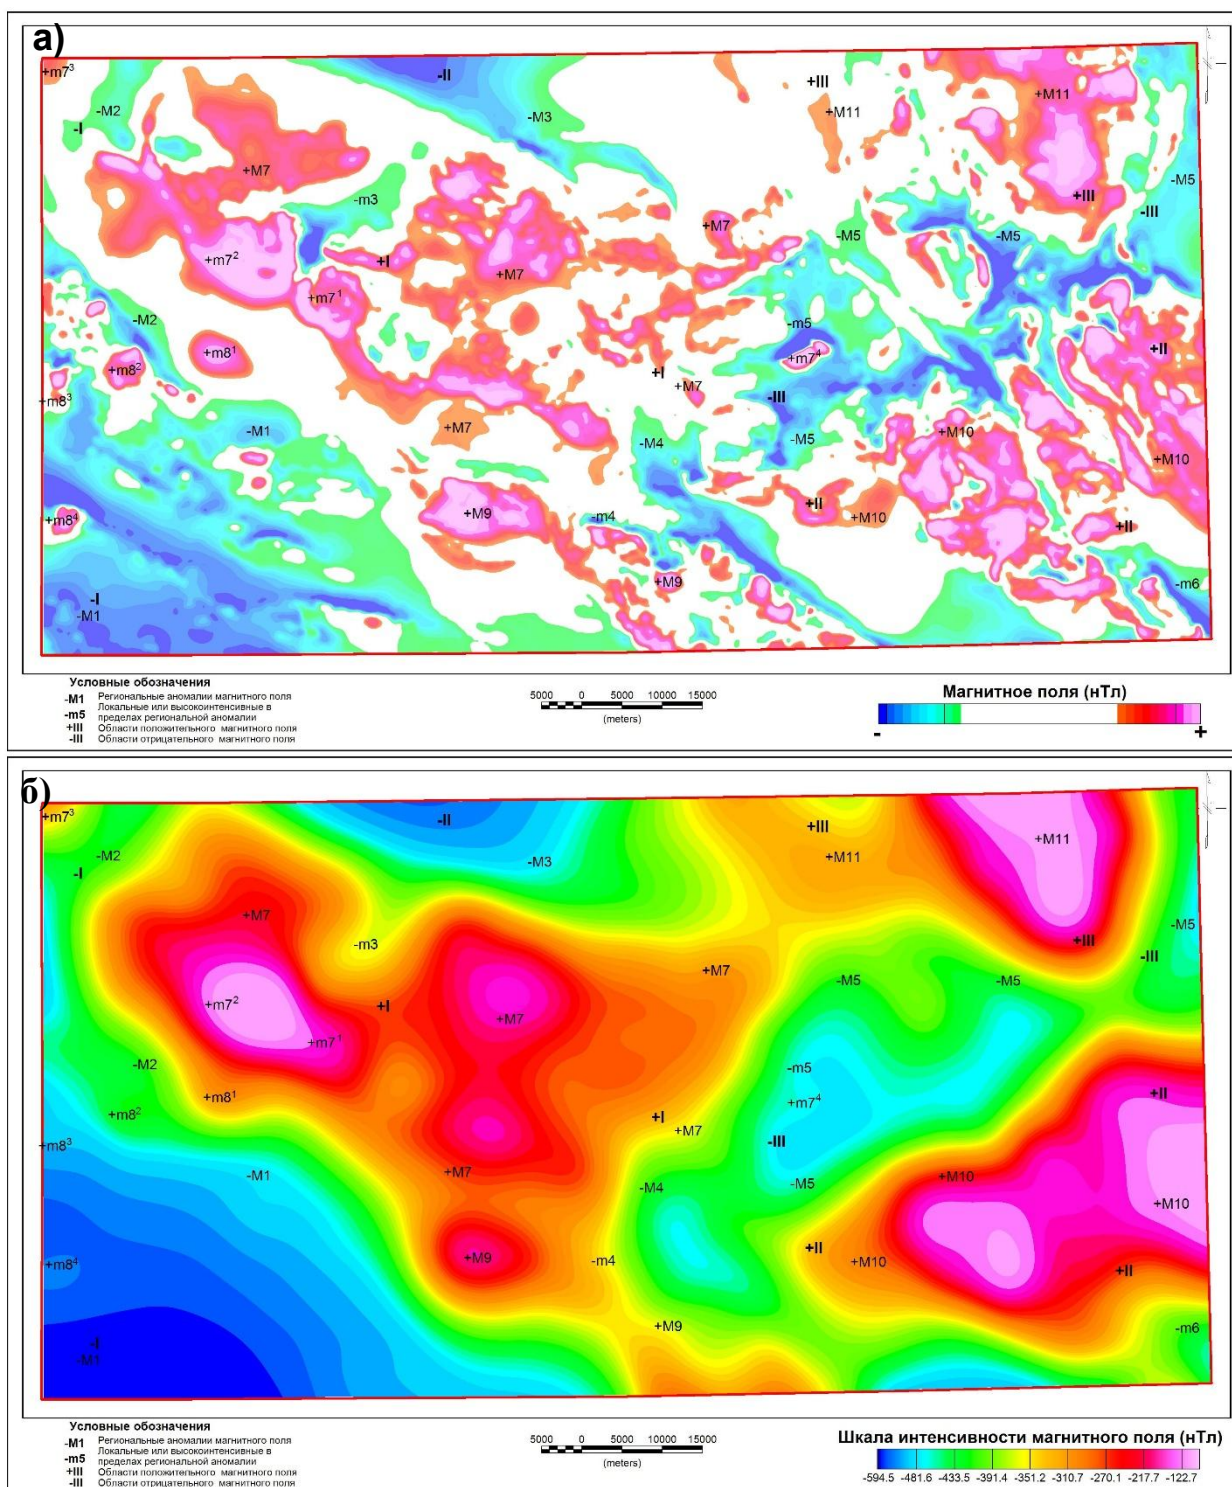 а)
+m7³
-II
+III
-M2
+M11
+M11
-I
-M3
+M7
-M5
-m3
+III
-III
+M7
-M5
-M5
+m7²
+I
+M7
+m7¹
-M2
-m5
+m8¹
+m7⁴
+II
+m8²
+I
+M7
+m8³
-III
-M1
+M7
-M4
-M5
+M10
+M10
+m8⁴
+M9
-m4
+II
+M10
+II
+M9
-m6
-I
-M1
Условные обозначения
-M1 Региональные аномалии магнитного поля
-m5 Локальные или высокоинтенсивные в
пределах региональной аномалии
+III Области положительного магнитного поля
-III Области отрицательного магнитного поля
5000 0 5000 10000 15000
(meters)
Магнитное поля (нТл)
- +
б)
+m7³
-II
+III
-M2
-M3
+M11
+M11
-I
+M7
-m3
-M5
+III
-III
+M7
-M5
-M5
+m7²
+I
+M7
+m7¹
-M2
-m5
+m8¹
+m7⁴
+II
+m8²
+I
+M7
+m8³
-III
-M1
+M7
-M4
-M5
+M10
+M10
+m8⁴
+M9
-m4
+II
+M10
+II
+M9
-m6
-I
-M1
Условные обозначения
-M1 Региональные аномалии магнитного поля
-m5 Локальные или высокоинтенсивные в
пределах региональной аномалии
+III Области положительного магнитного поля
-III Области отрицательного магнитного поля
5000 0 5000 10000 15000
(meters)
Шкала интенсивности магнитного поля (нТл)
-594.5 -481.6 -433.5 -391.4 -351.2 -310.7 -270.1 -217.7 -122.7